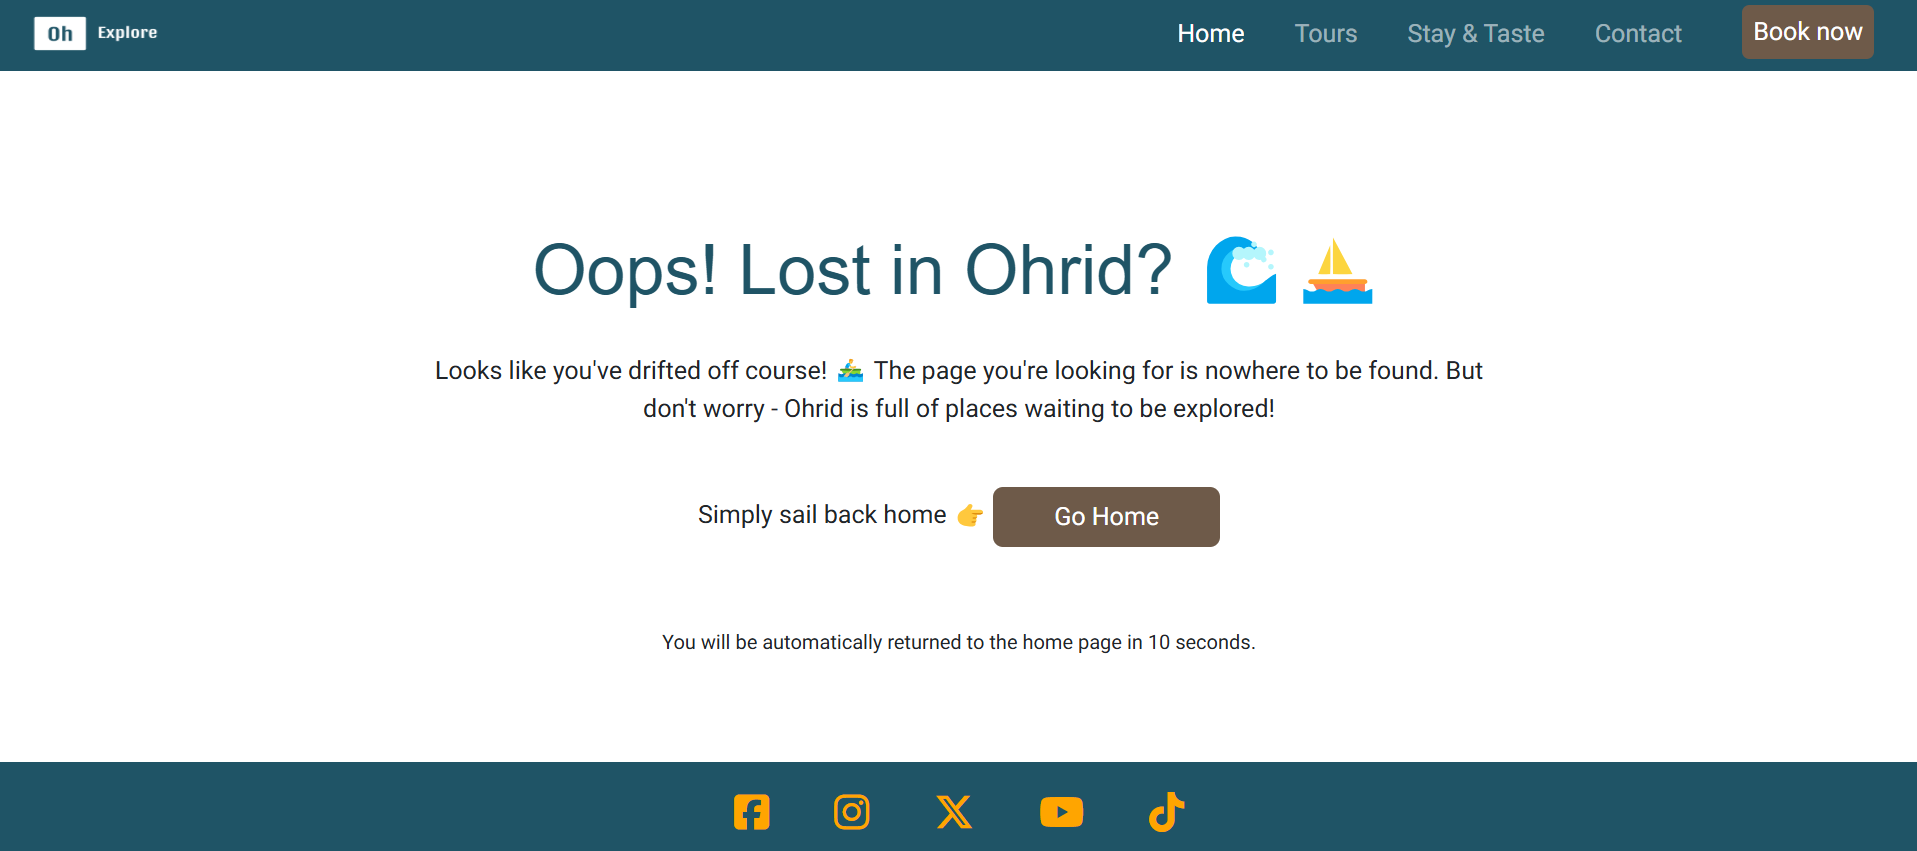 Oh Explore Home Tours Stay & Taste Contact Book now
Oops! Lost in Ohrid? 🌊 ⛵
Looks like you've drifted off course! 🚣 The page you're looking for is nowhere to be found. But
don't worry - Ohrid is full of places waiting to be explored!
Simply sail back home 👉 Go Home
You will be automatically returned to the home page in 10 seconds.